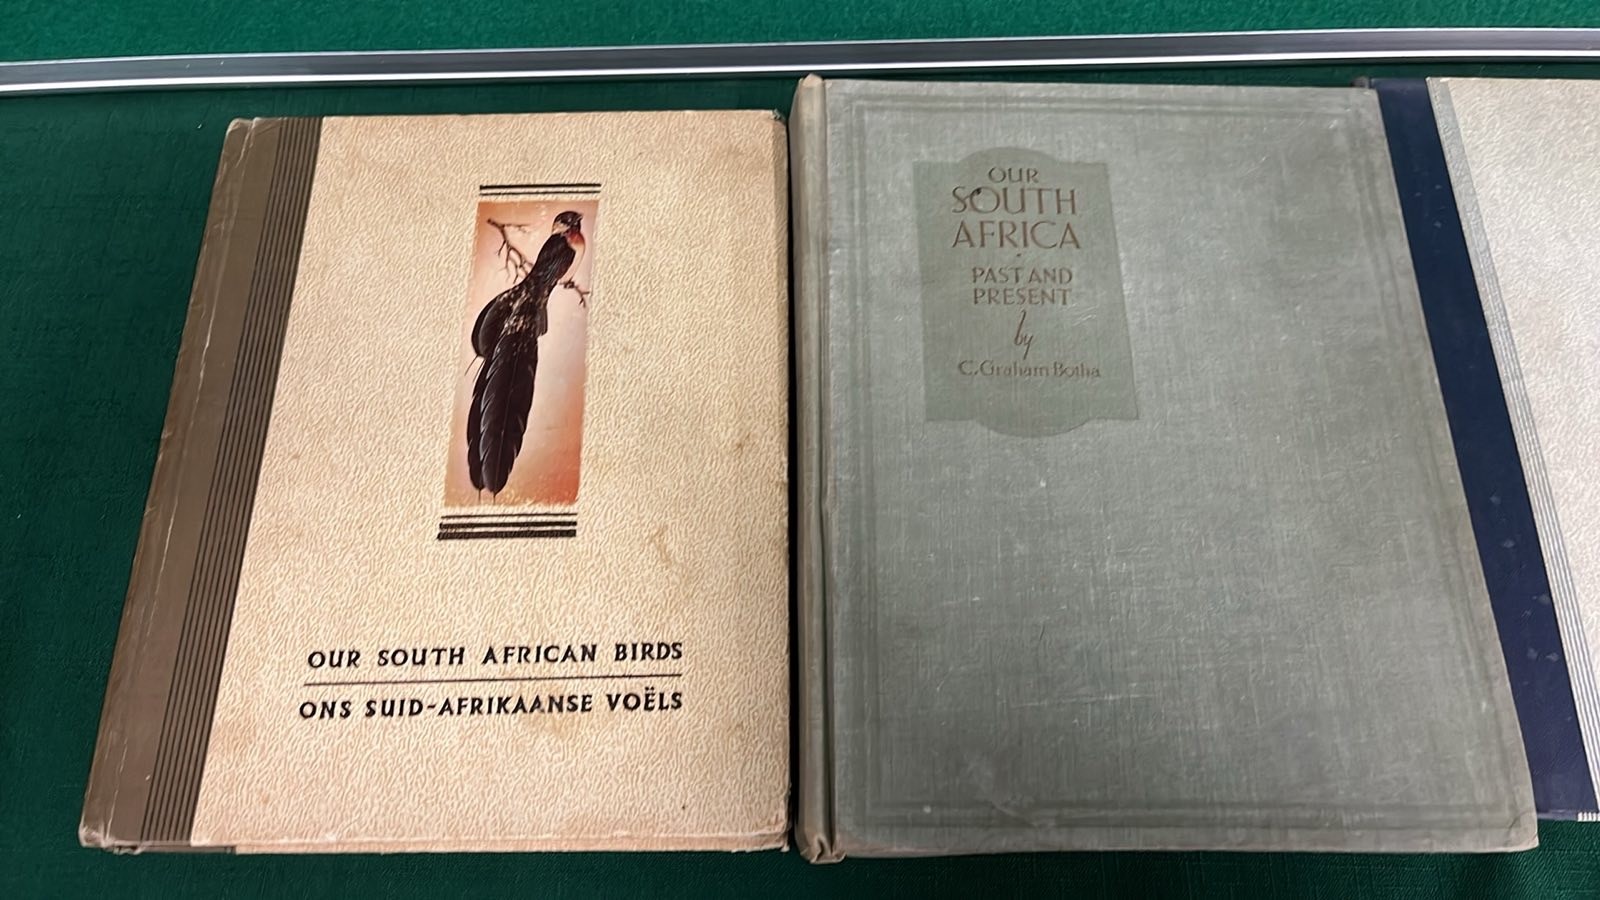 OUR SOUTH AFRICAN BIRDS
ONS SUID-AFRIKAANSE VOËLS
OUR
SOUTH
AFRICA
PAST AND
PRESENT
by
C. Graham Botha